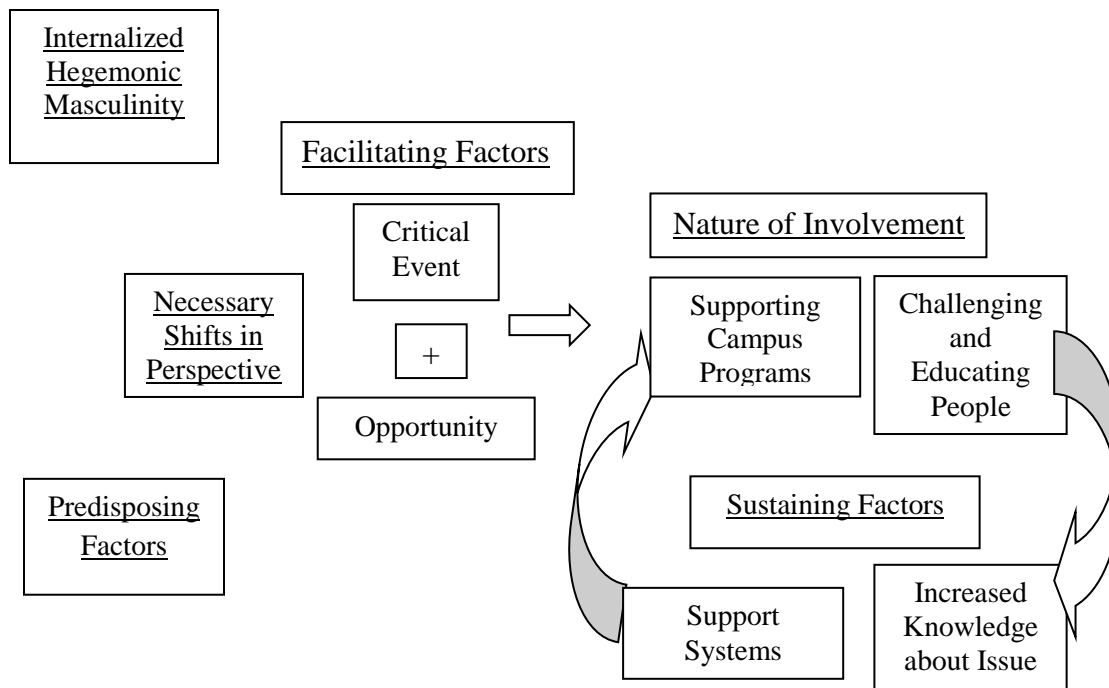 Internalized
Hegemonic
Masculinity
Facilitating Factors
Critical
Event
+
Opportunity
Necessary
Shifts in
Perspective
Predisposing
Factors
Nature of Involvement
Supporting
Campus
Programs
Challenging
and
Educating
People
Sustaining Factors
Support
Systems
Increased
Knowledge
about Issue